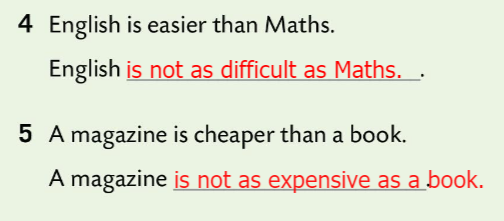 4 English is easier than Maths.
English is not as difficult as Maths. .
5 A magazine is cheaper than a book.
A magazine is not as expensive as a book.